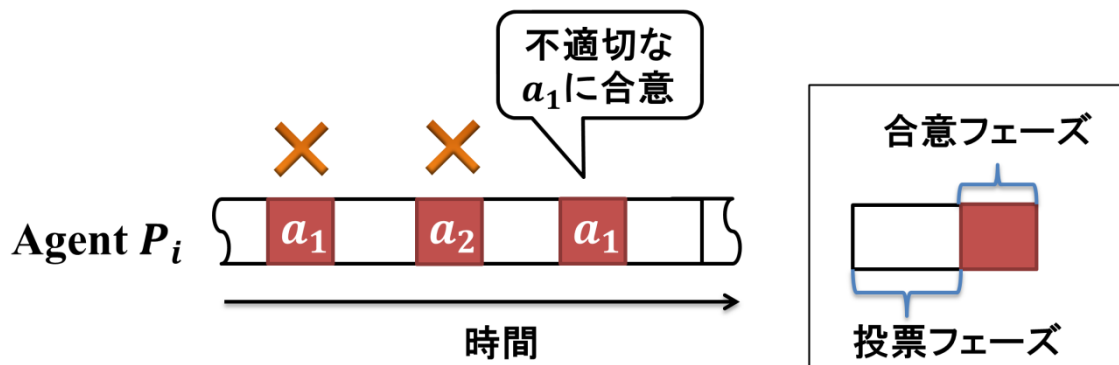 不適切な
a₁に合意
Agent Pᵢ
a₁
a₂
a₁
時間
合意フェーズ
投票フェーズ